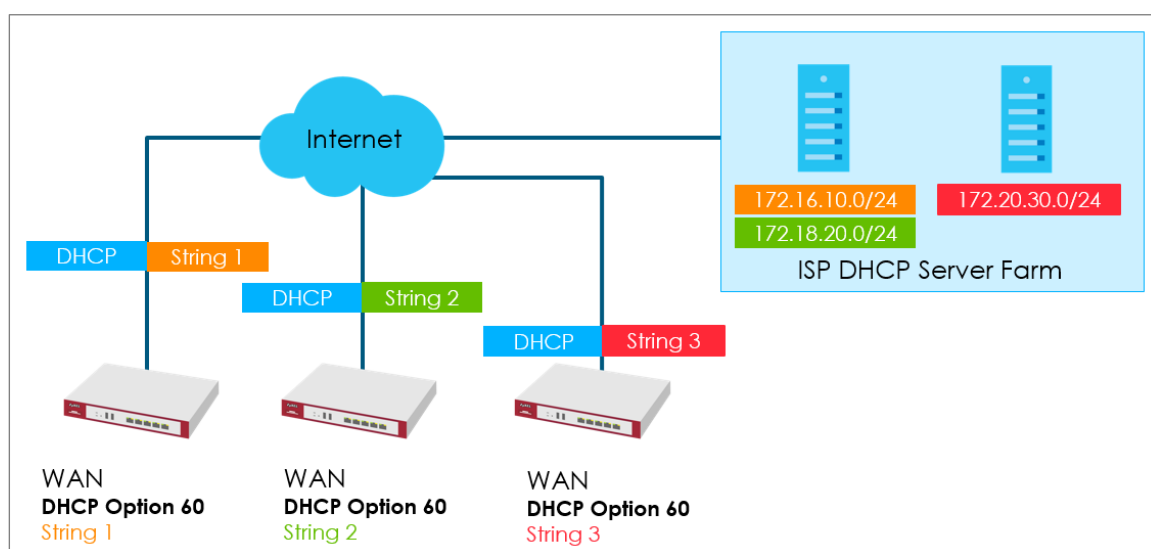 Internet
172.16.10.0/24
172.20.30.0/24
172.18.20.0/24
ISP DHCP Server Farm
DHCP String 1
DHCP String 2
DHCP String 3
WAN
DHCP Option 60
String 1
WAN
DHCP Option 60
String 2
WAN
DHCP Option 60
String 3